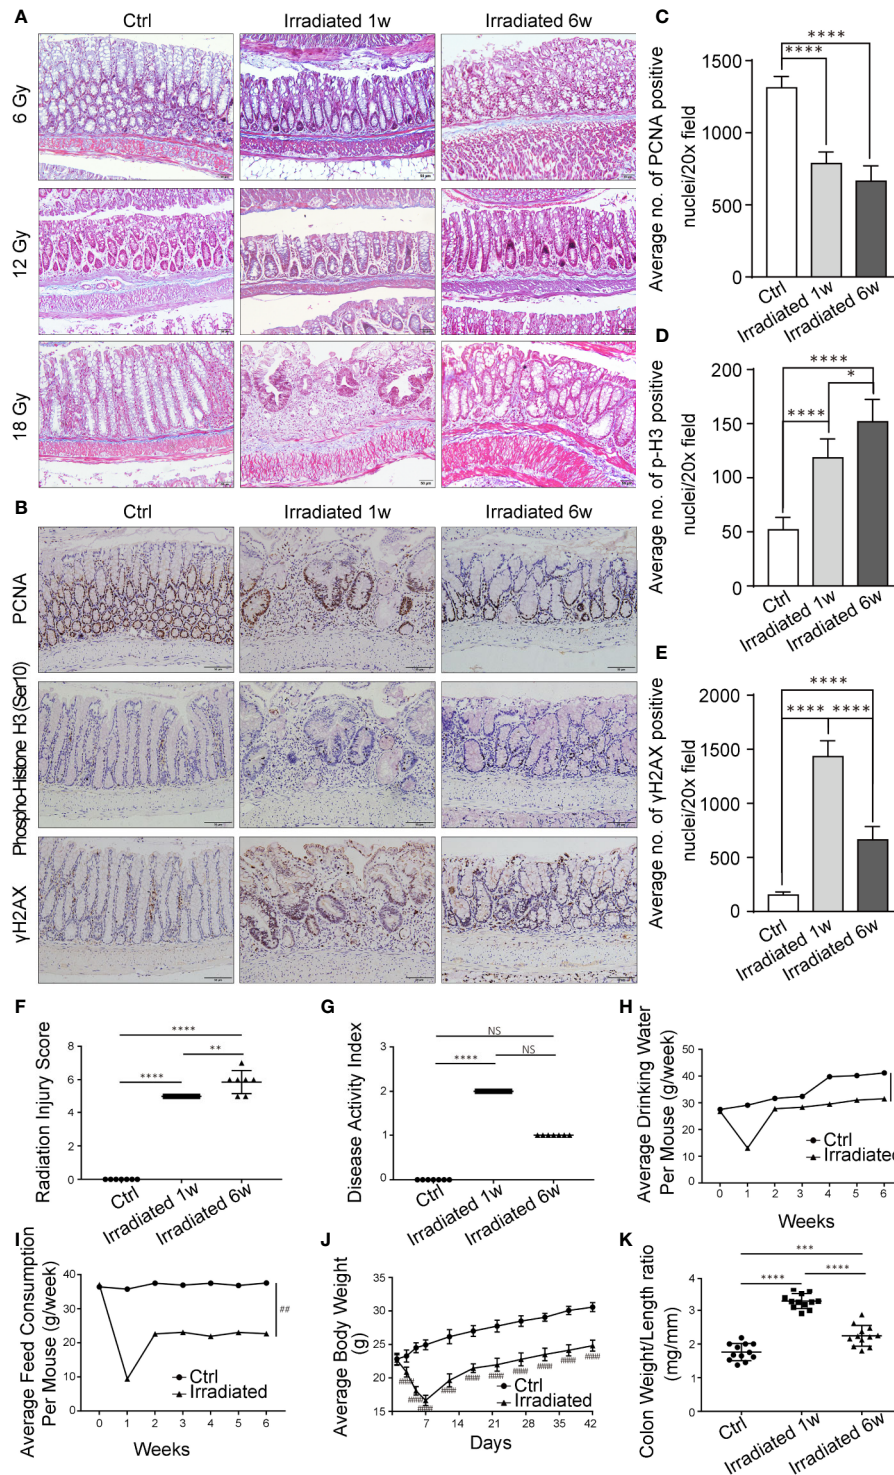 A
Ctrl
Irradiated 1w
Irradiated 6w
6 Gy
12 Gy
18 Gy
B
Ctrl
Irradiated 1w
Irradiated 6w
PCNA
Phospho-Histone H3 (Ser10)
γH2AX
C
Average no. of PCNA positive
nuclei/20x field
1500
1000
500
0
****
****
Ctrl
Irradiated 1w
Irradiated 6w
D
Average no. of p-H3 positive
nuclei/20x field
200
150
100
50
0
****
*
****
Ctrl
Irradiated 1w
Irradiated 6w
E
Average no. of γH2AX positive
nuclei/20x field
2000
1500
1000
500
0
****
**** ****
Ctrl
Irradiated 1w
Irradiated 6w
F
Radiation Injury Score
8
6
4
2
0
****
**
****
Ctrl
Irradiated 1w
Irradiated 6w
G
Disease Activity Index
3
2
1
0
NS
NS
****
Ctrl
Irradiated 1w
Irradiated 6w
H
Average Drinking Water
Per Mouse (g/week)
50
40
30
20
10
0
Ctrl
Irradiated
0 1 2 3 4 5 6
Weeks
I
Average Feed Consumption
Per Mouse (g/week)
40
30
20
10
0
##
Ctrl
Irradiated
0 1 2 3 4 5 6
Weeks
J
Average Body Weight
(g)
35
30
25
20
15
#### #### #### #### #### #### #### #### #### ####
Ctrl
Irradiated
7 14 21 28 35 42
Days
K
Colon Weight/Length ratio
(mg/mm)
4
3
2
1
0
***
**** ****
Ctrl
Irradiated 1w
Irradiated 6w